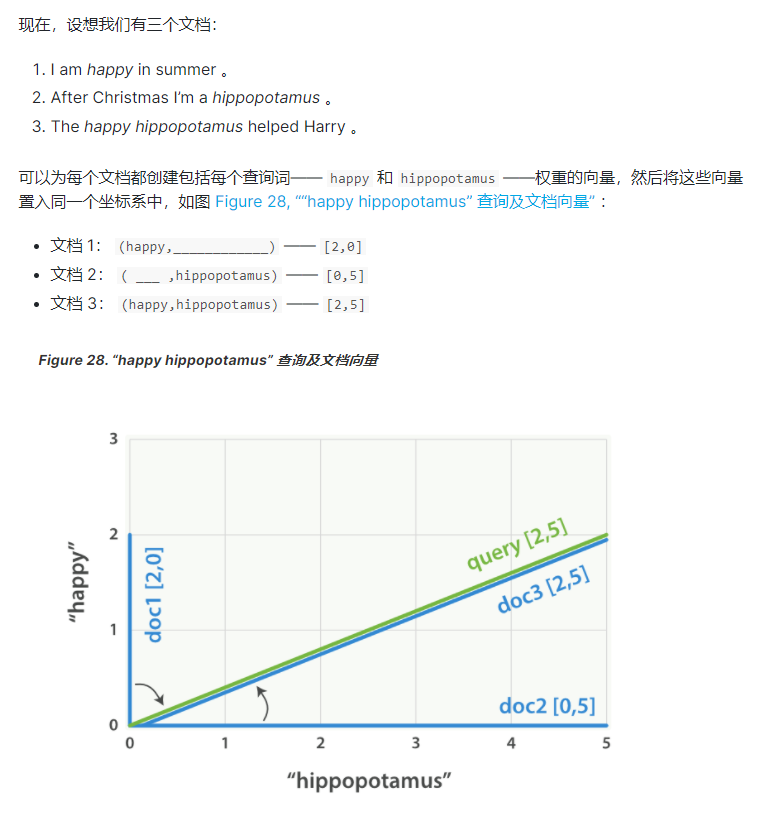 现在，设想我们有三个文档：
1. I am happy in summer 。
2. After Christmas I’m a hippopotamus 。
3. The happy hippopotamus helped Harry 。
可以为每个文档都创建包括每个查询词—— happy 和 hippopotamus ——权重的向量，然后将这些向量
置入同一个坐标系中，如图 Figure 28, ““happy hippopotamus” 查询及文档向量” ：
• 文档 1： (happy,____________) —— [2,0]
• 文档 2： ( ___ ,hippopotamus) —— [0,5]
• 文档 3： (happy,hippopotamus) —— [2,5]
Figure 28. “happy hippopotamus” 查询及文档向量
3
2
1
0
“happy”
doc1 [2,0]
query [2,5]
doc3 [2,5]
doc2 [0,5]
0 1 2 3 4 5
“hippopotamus”